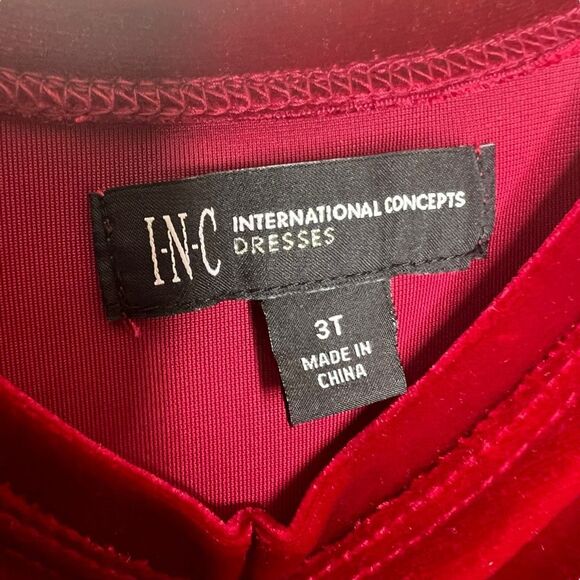 I-N-C INTERNATIONAL CONCEPTS
DRESSES
3T
MADE IN
CHINA